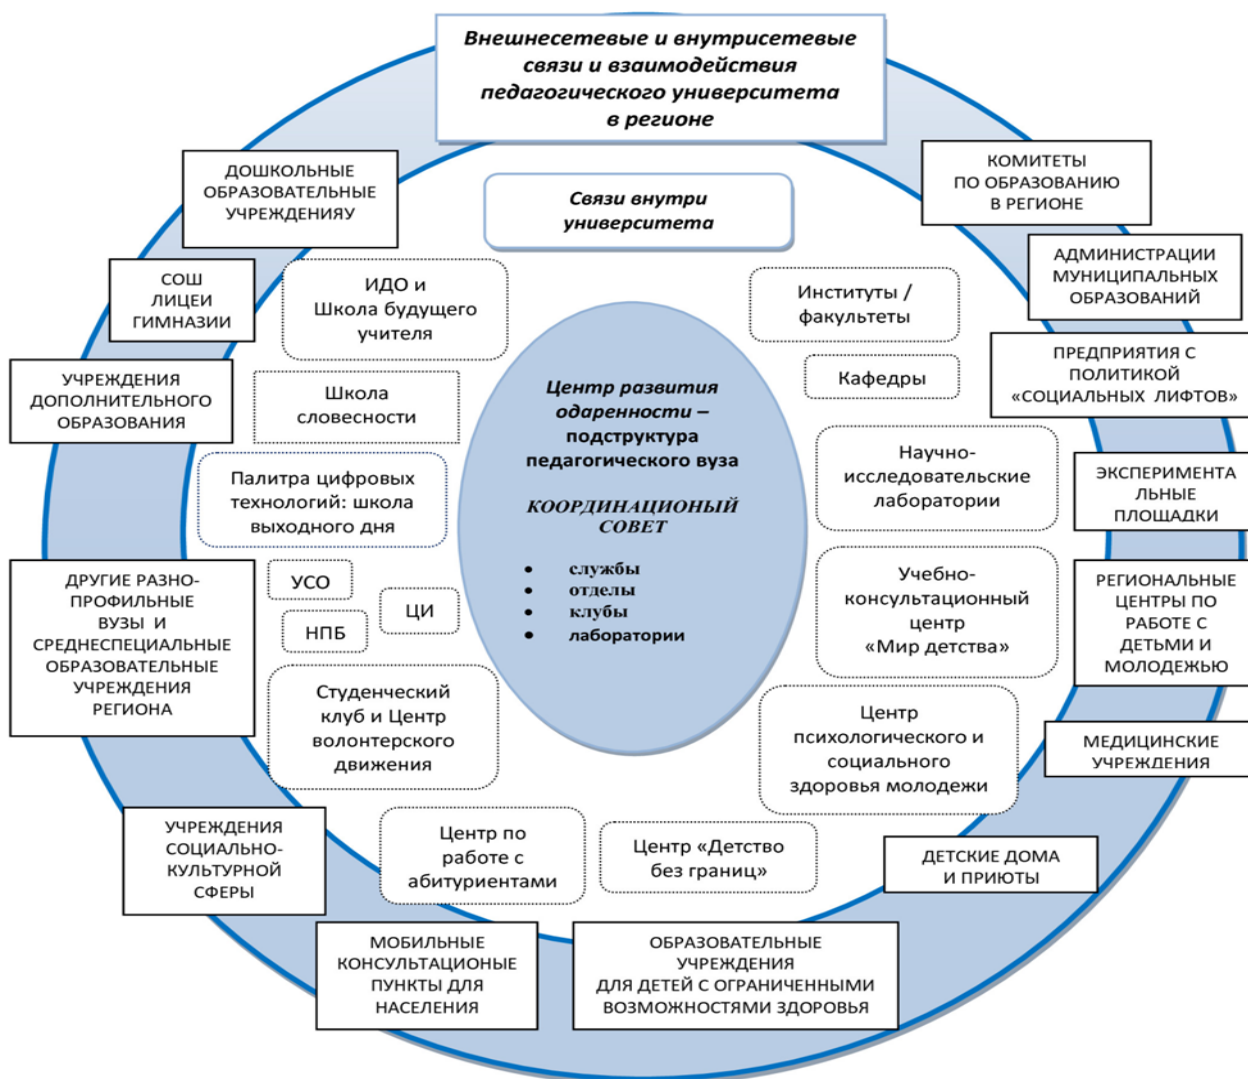 Внешнесетевые и внутрисетевые
связи и взаимодействия
педагогического университета
в регионе
Связи внутри
университета
ДОШКОЛЬНЫЕ
ОБРАЗОВАТЕЛЬНЫЕ
УЧРЕЖДЕНИЯУ
СОШ
ЛИЦЕИ
ГИМНАЗИИ
УЧРЕЖДЕНИЯ
ДОПОЛНИТЕЛЬНОГО
ОБРАЗОВАНИЯ
ДРУГИЕ РАЗНО-
ПРОФИЛЬНЫЕ
ВУЗЫ И
СРЕДНЕСПЕЦИАЛЬНЫЕ
ОБРАЗОВАТЕЛЬНЫЕ
УЧРЕЖДЕНИЯ
РЕГИОНА
УЧРЕЖДЕНИЯ
СОЦИАЛЬНО-
КУЛЬТУРНОЙ
СФЕРЫ
МОБИЛЬНЫЕ
КОНСУЛЬТАЦИОНЫЕ
ПУНКТЫ ДЛЯ
НАСЕЛЕНИЯ
ИДО и
Школа будущего
учителя
Школа
словесности
Палитра цифровых
технологий: школа
выходного дня
УСО
ЦИ
НПБ
Студенческий
клуб и Центр
волонтерского
движения
Центр по
работе с
абитуриентами
Центр развития
одаренности –
подструктура
педагогического вуза
КООРДИНАЦИОНЫЙ
СОВЕТ
• службы
• отделы
• клубы
• лаборатории
Институты /
факультеты
Кафедры
Научно-
исследовательские
лаборатории
Учебно-
консультационный
центр
«Мир детства»
Центр
психологического и
социального
здоровья молодежи
Центр «Детство
без границ»
КОМИТЕТЫ
ПО ОБРАЗОВАНИЮ
В РЕГИОНЕ
АДМИНИСТРАЦИИ
МУНИЦИПАЛЬНЫХ
ОБРАЗОВАНИЙ
ПРЕДПРИЯТИЯ С
ПОЛИТИКОЙ
«СОЦИАЛЬНЫХ ЛИФТОВ»
ЭКСПЕРИМЕНТА
ЛЬНЫЕ
ПЛОЩАДКИ
РЕГИОНАЛЬНЫЕ
ЦЕНТРЫ ПО
РАБОТЕ С
ДЕТЬМИ И
МОЛОДЕЖЬЮ
МЕДИЦИНСКИЕ
УЧРЕЖДЕНИЯ
ДЕТСКИЕ ДОМА
И ПРИЮТЫ
ОБРАЗОВАТЕЛЬНЫЕ
УЧРЕЖДЕНИЯ
ДЛЯ ДЕТЕЙ С ОГРАНИЧЕННЫМИ
ВОЗМОЖНОСТЯМИ ЗДОРОВЬЯ